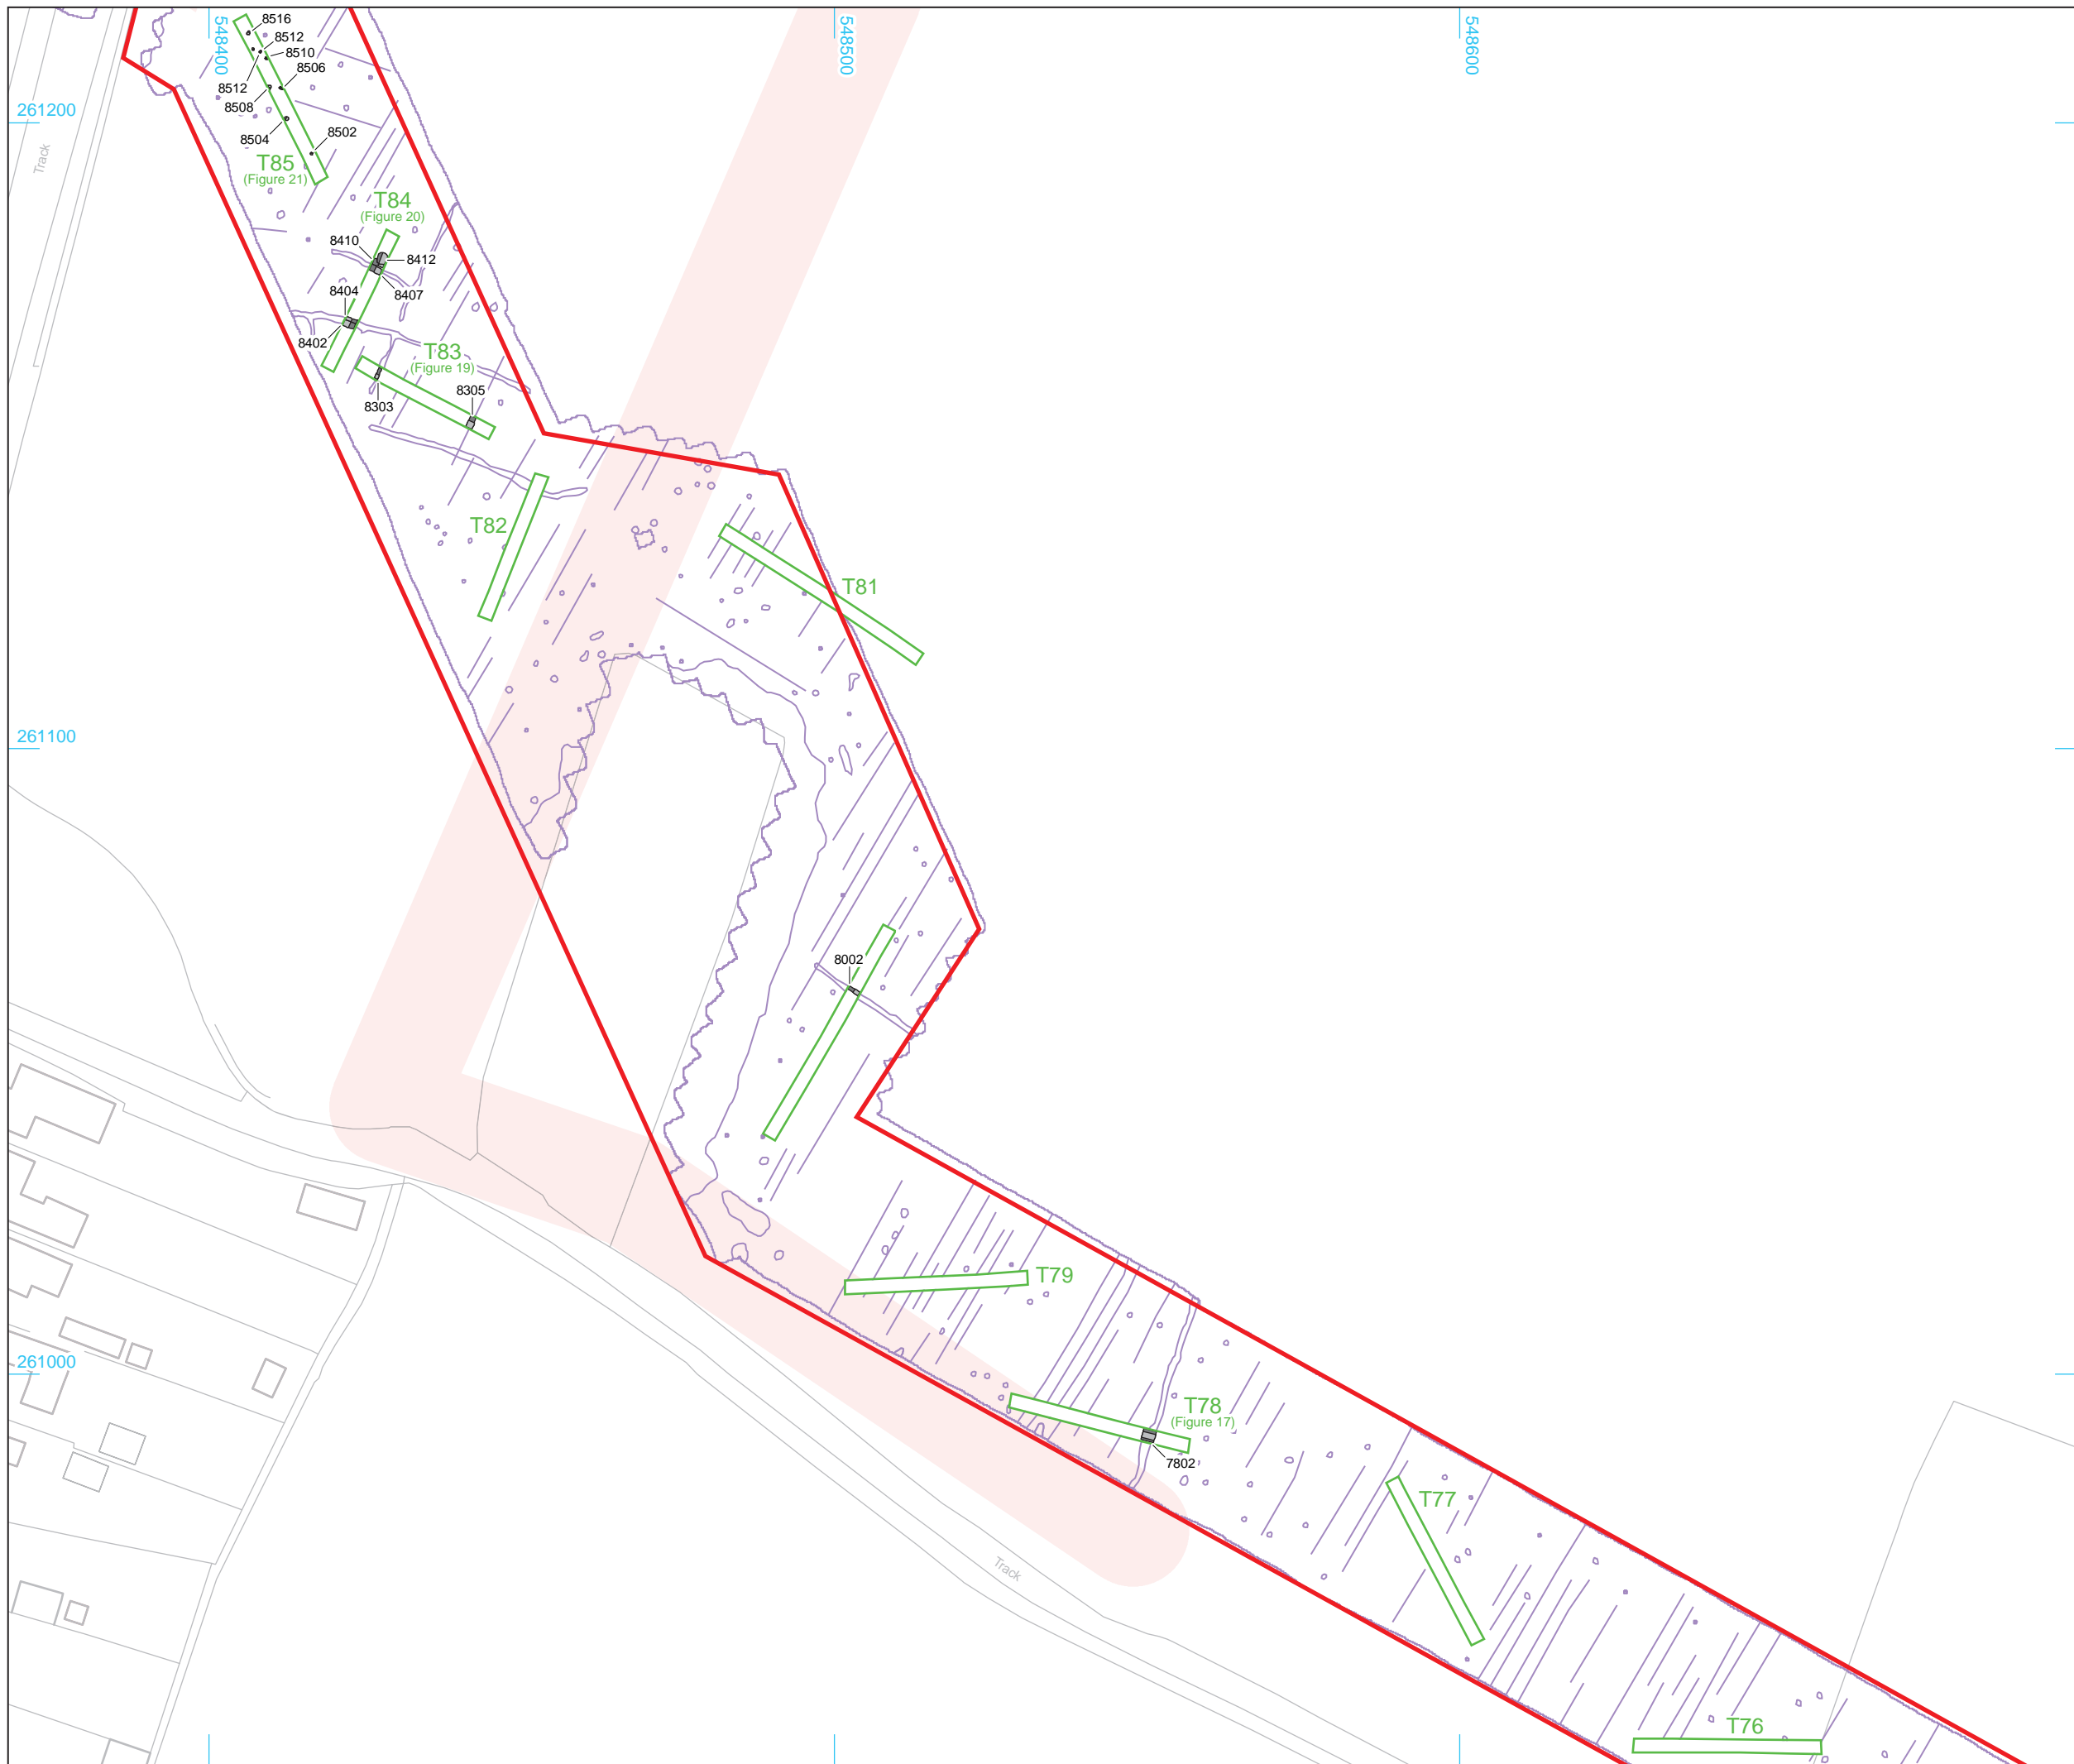 548400
548500
548600
8516
8512
8510
8506
8512
8508
261200
8504
8502
Track
T85
(Figure 21)
T84
(Figure 20)
8410
8412
8404
8407
8402
T83
(Figure 19)
8305
8303
T82
T81
261100
8002
T79
261000
T78
(Figure 17)
7802
T77
Track
T76